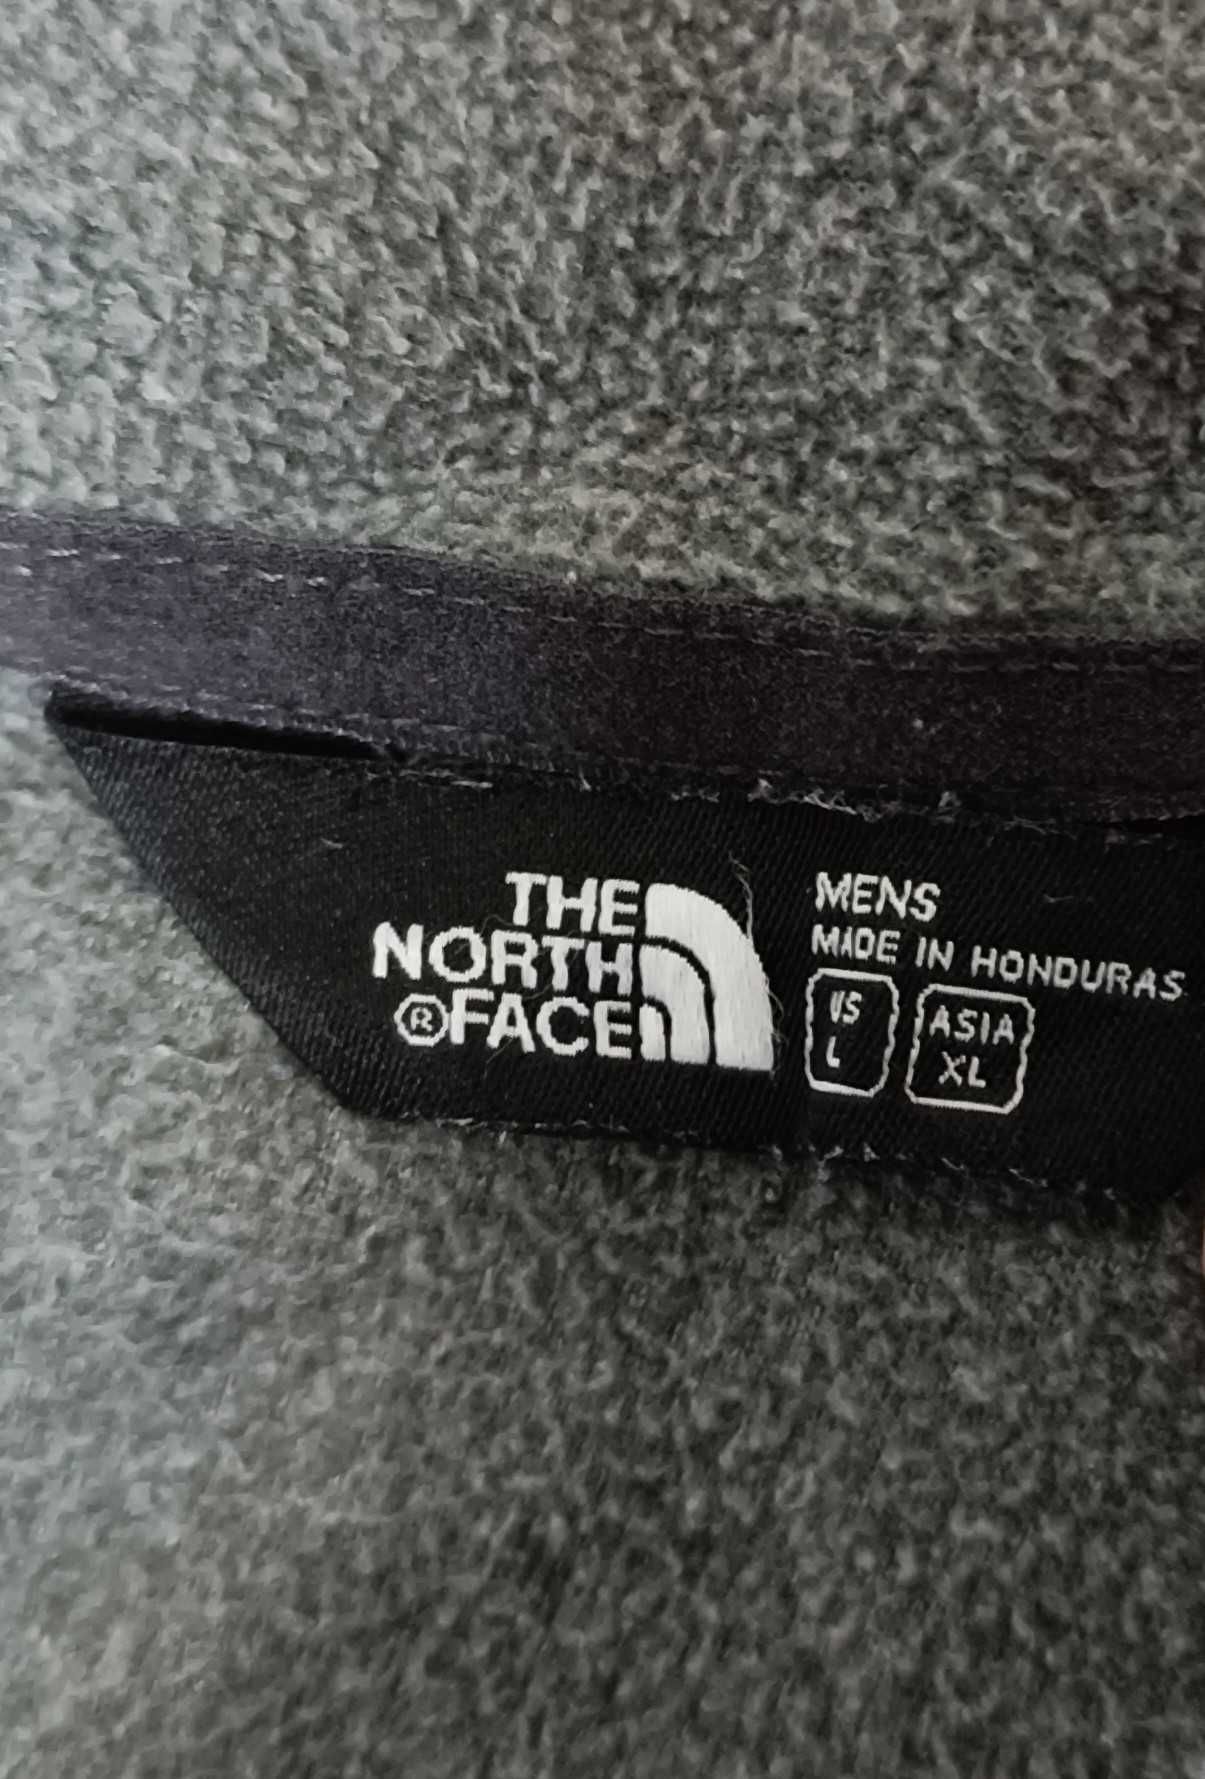 THE
NORTH
®FACE
MENS
MADE IN HONDURAS
US
L
ASIA
XL